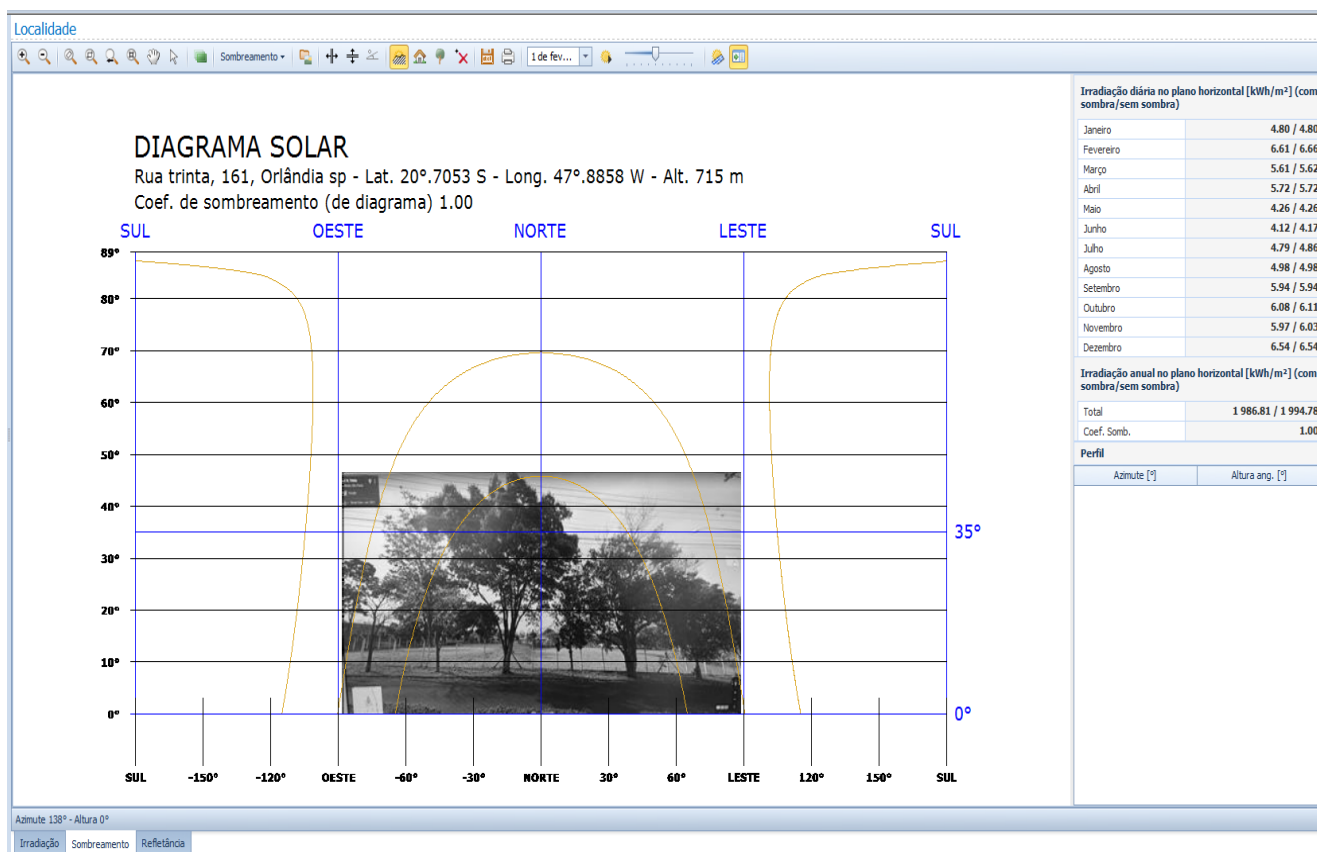 Localidade
Sombreamento
1 de fev...
DIAGRAMA SOLAR
Rua trinta, 161, Orlândia sp - Lat. 20°.7053 S - Long. 47°.8858 W - Alt. 715 m
Coef. de sombreamento (de diagrama) 1.00
SUL OESTE NORTE LESTE SUL
89°
80°
70°
60°
50°
40°
35°
30°
20°
10°
0° 0°
SUL -150° -120° OESTE -60° -30° NORTE 30° 60° LESTE 120° 150° SUL
Irradiação diária no plano horizontal [kWh/m²] (com
sombra/sem sombra)
Janeiro 4.80 / 4.80
Fevereiro 6.61 / 6.66
Março 5.61 / 5.62
Abril 5.72 / 5.72
Maio 4.26 / 4.26
Junho 4.12 / 4.17
Julho 4.79 / 4.86
Agosto 4.98 / 4.98
Setembro 5.94 / 5.94
Outubro 6.08 / 6.11
Novembro 5.97 / 6.03
Dezembro 6.54 / 6.54
Irradiação anual no plano horizontal [kWh/m²] (com
sombra/sem sombra)
Total 1 986.81 / 1 994.78
Coef. Somb. 1.00
Perfil
Azimute [°] Altura ang. [°]
Azimute 138° - Altura 0°
Irradiação Sombreamento Refletância